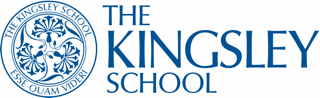 THE KINGSLEY SCHOOL
ESSE QUAM VIDERI
THE
KINGSLEY
SCHOOL